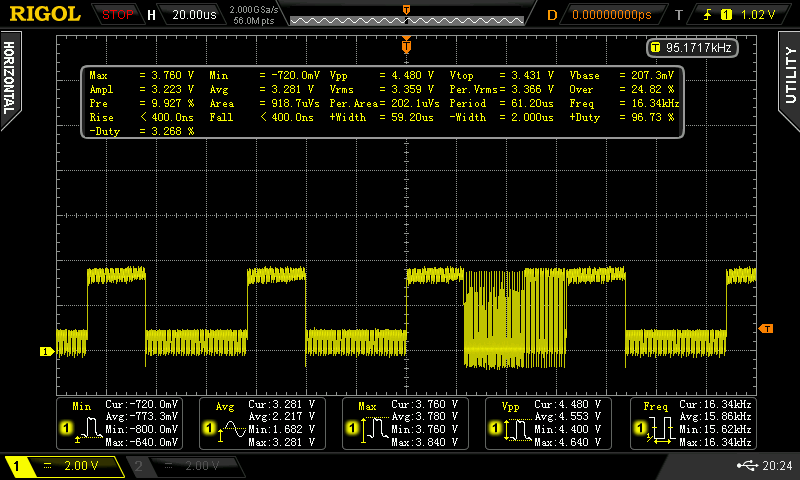 RIGOL STOP H 20.00us 2.000GSa/s 56.0M pts D 0.00000000ps T 1 1.02 V
T 95.1717kHz
HORIZONTAL
UTILITY
Max = 3.760 V Min = -720.0mV Vpp = 4.480 V Vtop = 3.431 V Vbase = 207.3mV
Ampl = 3.223 V Avg = 3.281 V Vrms = 3.359 V Per.Vrms= 3.366 V Over = 24.82 %
Pre = 9.927 % Area = 918.7uVs Per.Area= 202.1uVs Period = 61.20us Freq = 16.34kHz
Rise < 400.0ns Fall < 400.0ns +Width = 59.20us -Width = 2.000us +Duty = 96.73 %
-Duty = 3.268 %
T
1
T
Min Cur:-720.0mV
Avg:-773.3mV
1 Min:-800.0mV
Max:-640.0mV
Avg Cur: 3.281 V
Avg: 2.217 V
1 Min: 1.682 V
Max: 3.281 V
Max Cur: 3.760 V
Avg: 3.780 V
1 Min: 3.760 V
Max: 3.840 V
Vpp Cur: 4.480 V
Avg: 4.553 V
1 Min: 4.400 V
Max: 4.640 V
Freq Cur:16.34kHz
Avg:15.86kHz
1 Min:15.62kHz
Max:16.34kHz
1 2.00 V 2 2.00 V 20:24